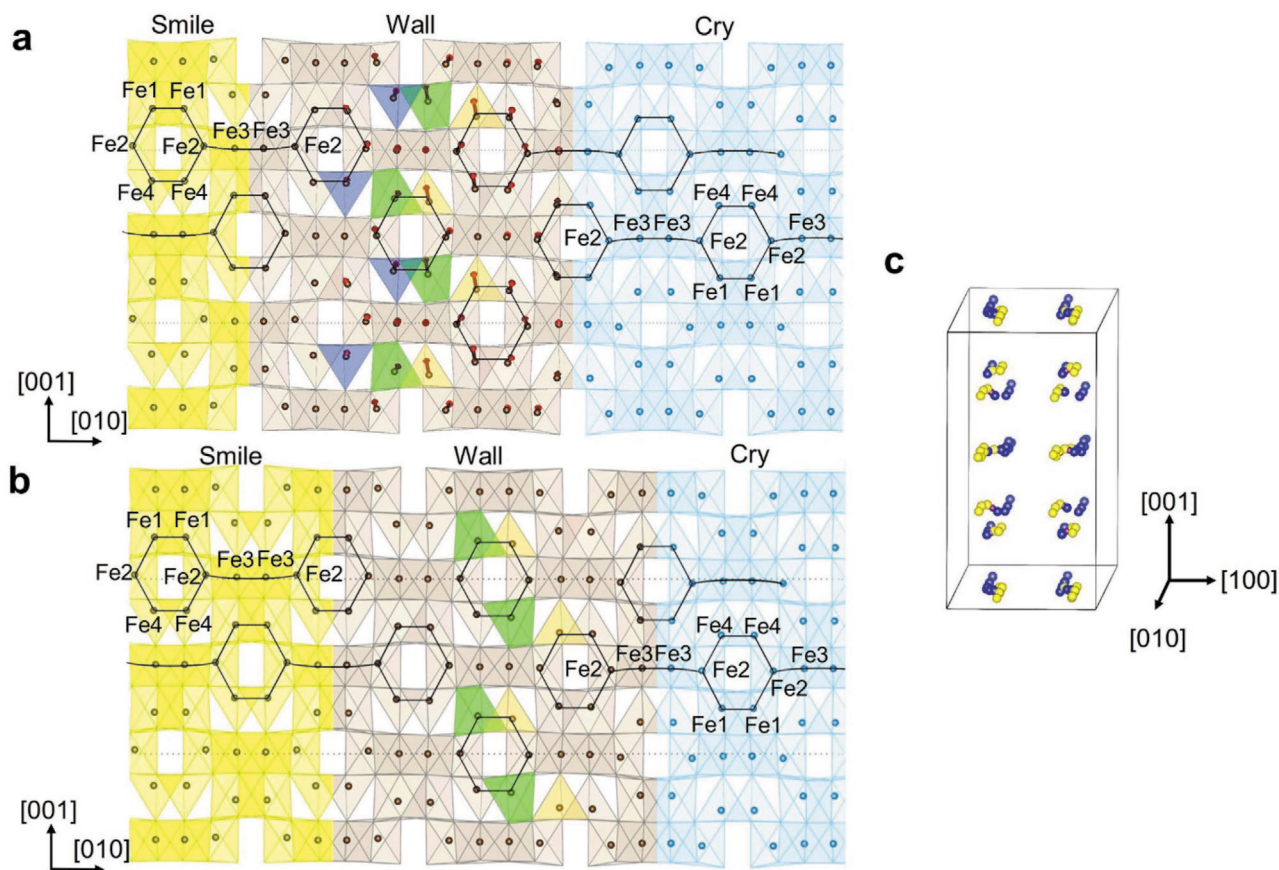 Smile Wall Cry
a
Fe1 Fe1
Fe3 Fe3
Fe2 Fe2 Fe2
Fe4 Fe4
Fe4 Fe4
Fe3 Fe3 Fe3
Fe2 Fe2 Fe2
Fe1 Fe1
[001]
[010]
Smile Wall Cry
b
Fe1 Fe1
Fe3 Fe3
Fe2 Fe2 Fe2
Fe4 Fe4
Fe4 Fe4
Fe3 Fe3 Fe3
Fe2 Fe2 Fe2
Fe1 Fe1
[001]
[010]
c
[001]
[100]
[010]